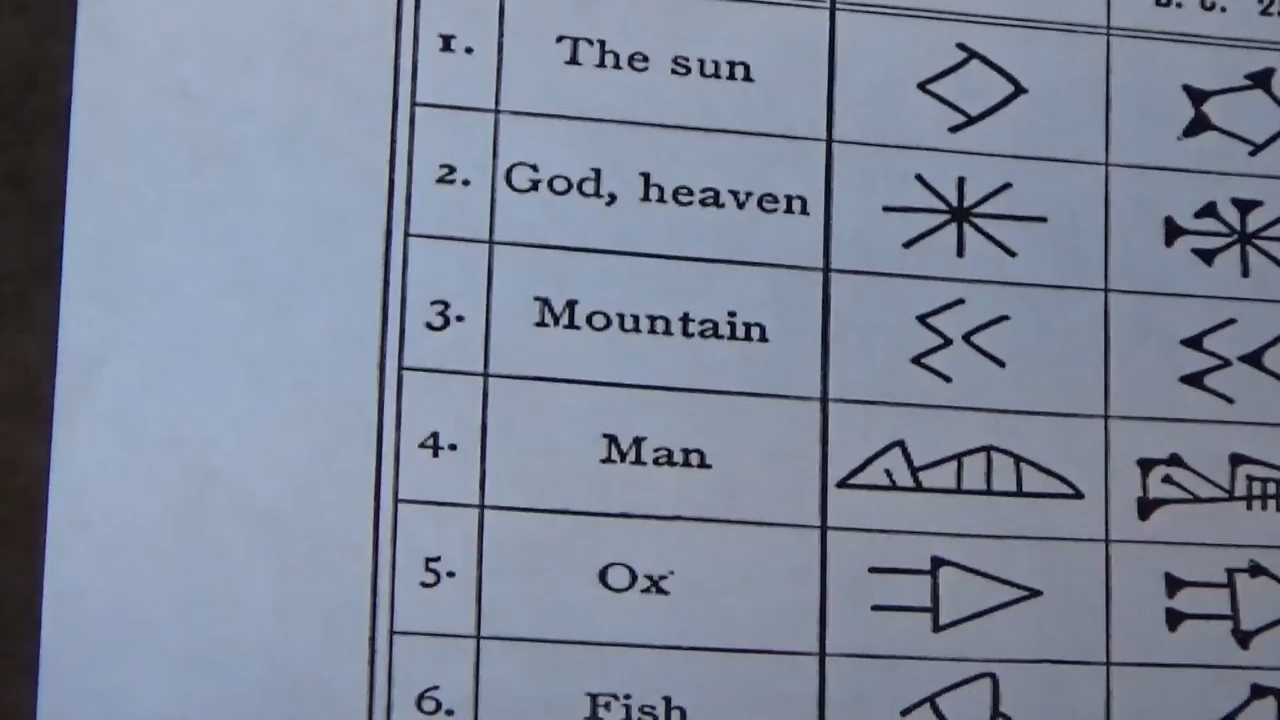 1. The sun
2. God, heaven
3. Mountain
4. Man
5. Ox
6. Fish